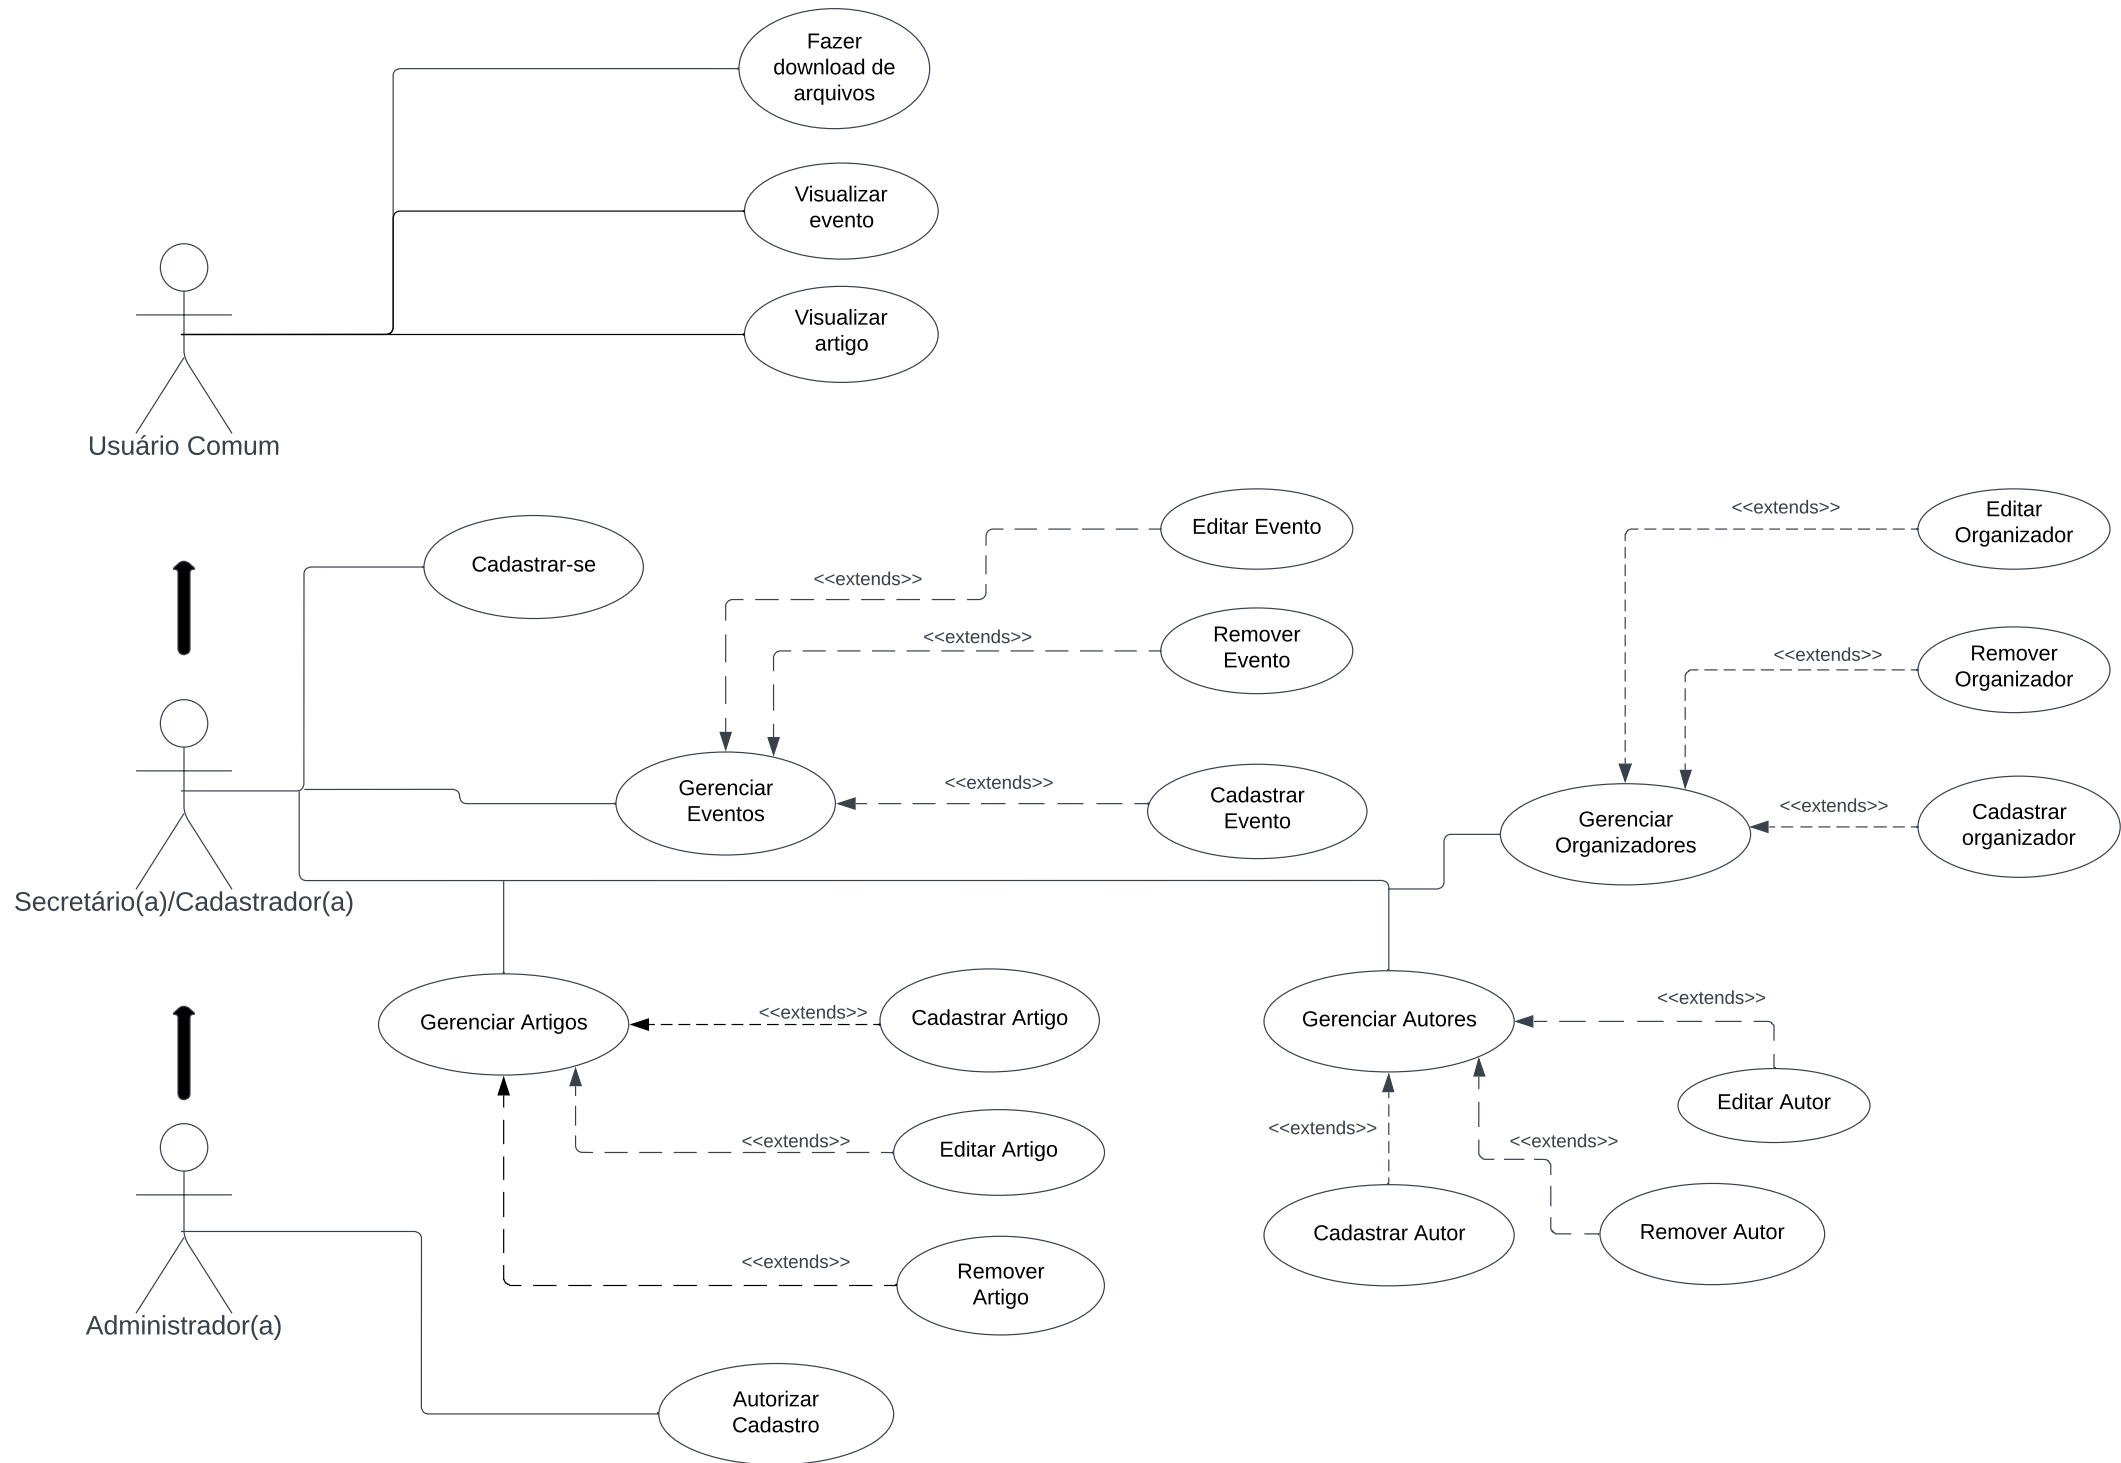 Fazer
download de
arquivos
Visualizar
evento
Visualizar
artigo
Usuário Comum
Cadastrar-se
Editar Evento
<<extends>>
Remover
Evento
<<extends>>
Gerenciar
Eventos
<<extends>>
Cadastrar
Evento
<<extends>>
Editar
Organizador
<<extends>>
Remover
Organizador
Gerenciar
Organizadores
<<extends>>
Cadastrar
organizador
Secretário(a)/Cadastrador(a)
Gerenciar Artigos
<<extends>>
Cadastrar Artigo
<<extends>>
Editar Artigo
<<extends>>
Remover
Artigo
Gerenciar Autores
<<extends>>
Editar Autor
<<extends>>
<<extends>>
Cadastrar Autor
Remover Autor
Administrador(a)
Autorizar
Cadastro